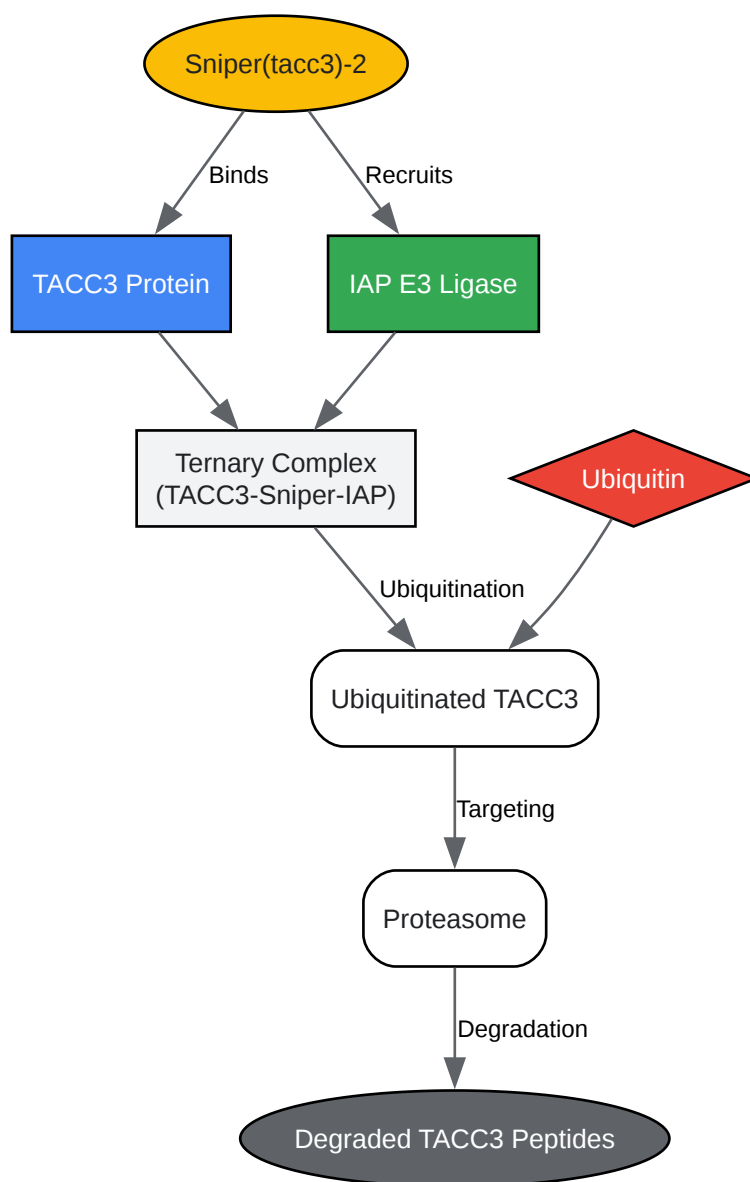 Sniper(tacc3)-2
Binds
Recruits
TACC3 Protein
IAP E3 Ligase
Ternary Complex
(TACC3-Sniper-IAP)
Ubiquitin
Ubiquitination
Ubiquitinated TACC3
Targeting
Proteasome
Degradation
Degraded TACC3 Peptides